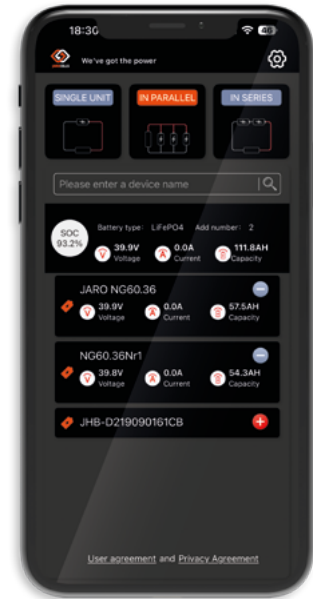 18:30
46
We've got the power
SINGLE UNIT
IN PARALLEL
IN SERIES
Please enter a device name
SOC
93.2%
Battery type: LiFePO4 Add number: 2
39.9V 0.0A 111.8AH
Voltage Current Capacity
JARO NG60.36
39.9V 0.0A 57.5AH
Voltage Current Capacity
NG60.36Nr1
39.8V 0.0A 54.3AH
Voltage Current Capacity
JHB-D219090161CB
User agreement and Privacy Agreement